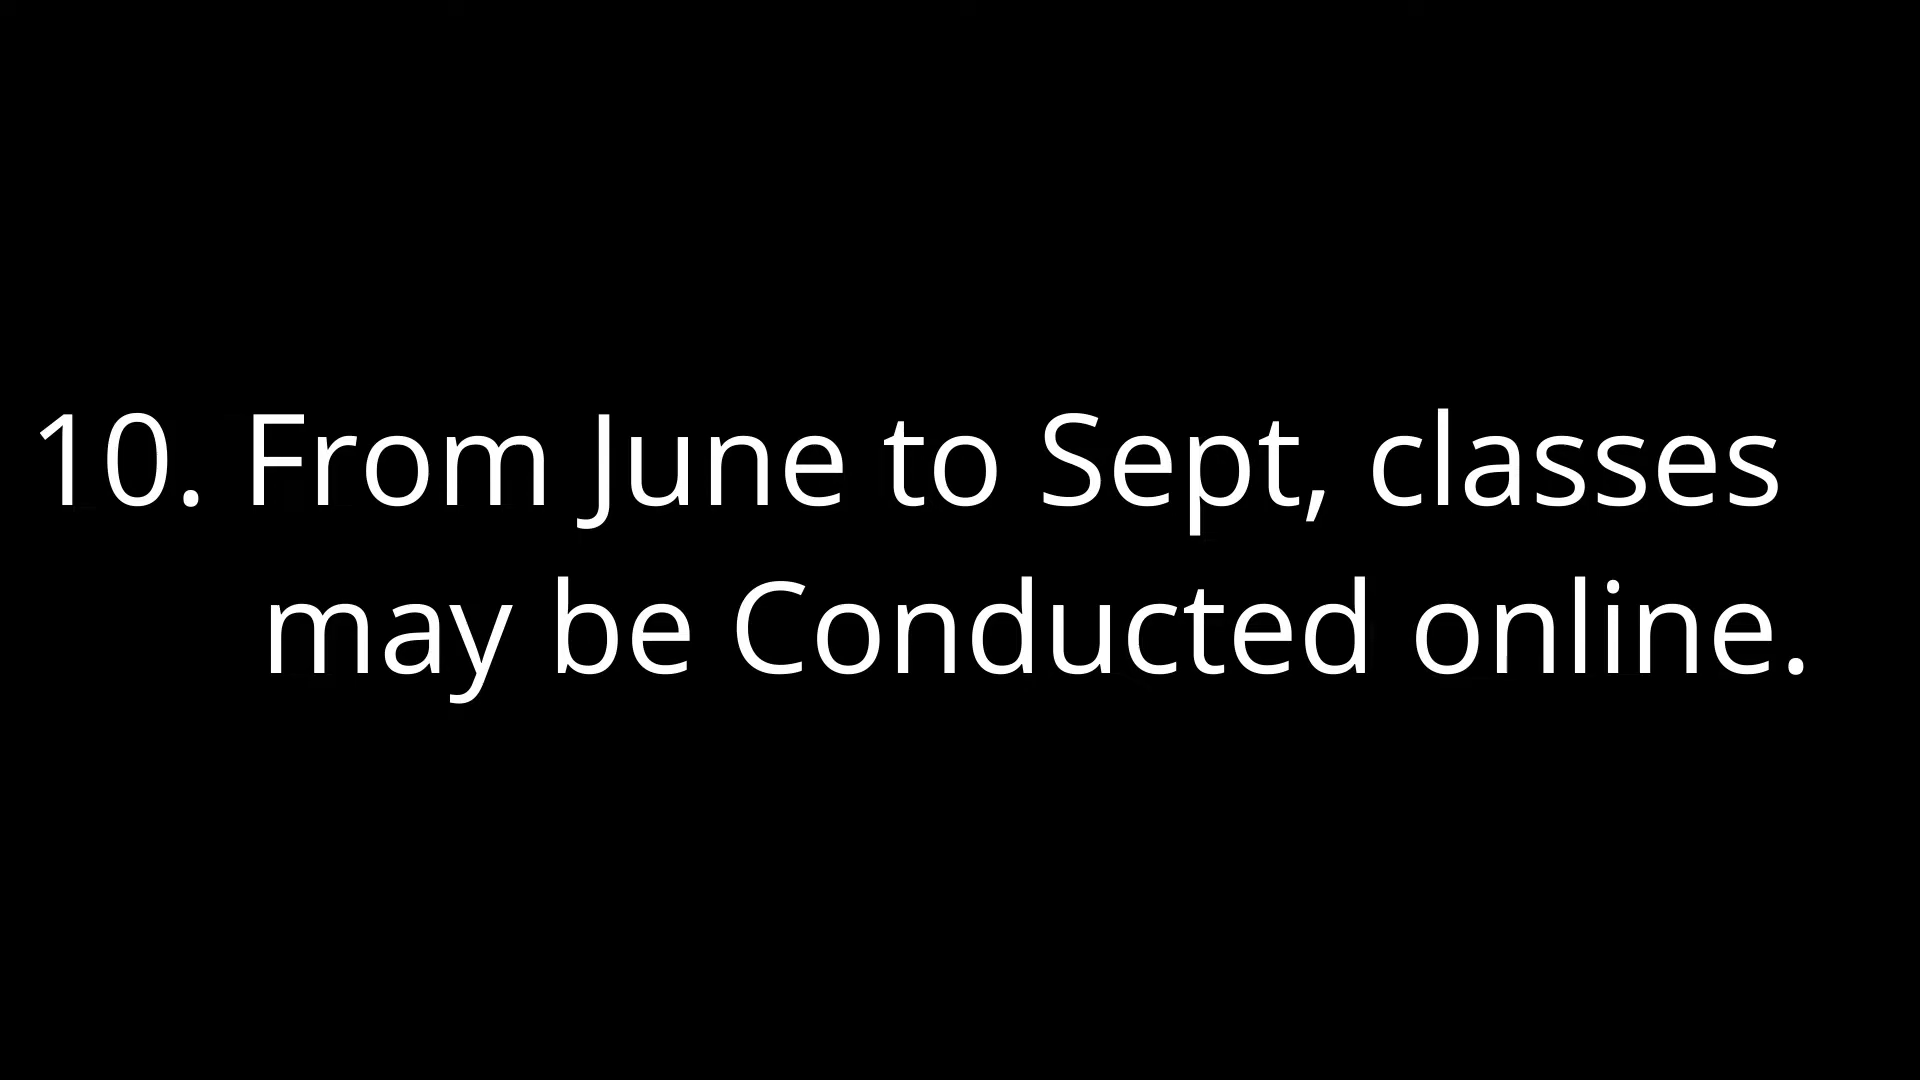 10. From June to Sept, classes
may be Conducted online.